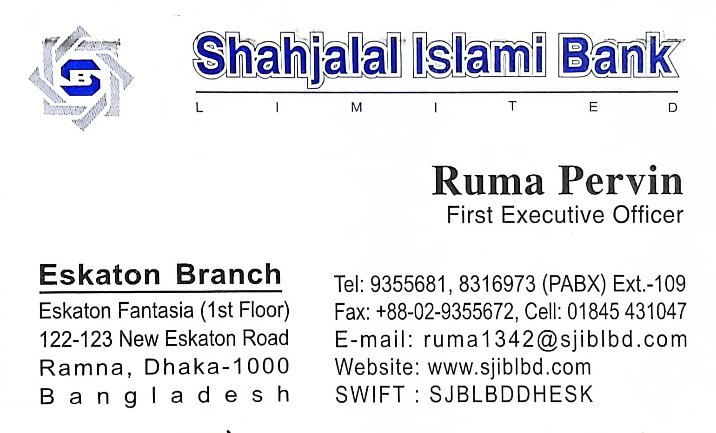 SJB
Shahjalal Islami Bank
LIMITED
Ruma Pervin
First Executive Officer
Eskaton Branch
Eskaton Fantasia (1st Floor)
122-123 New Eskaton Road
Ramna, Dhaka-1000
Bangladesh
Tel: 9355681, 8316973 (PABX) Ext.-109
Fax: +88-02-9355672, Cell: 01845 431047
E-mail: ruma1342@sjiblbd.com
Website: www.sjiblbd.com
SWIFT : SJBLBDDHESK